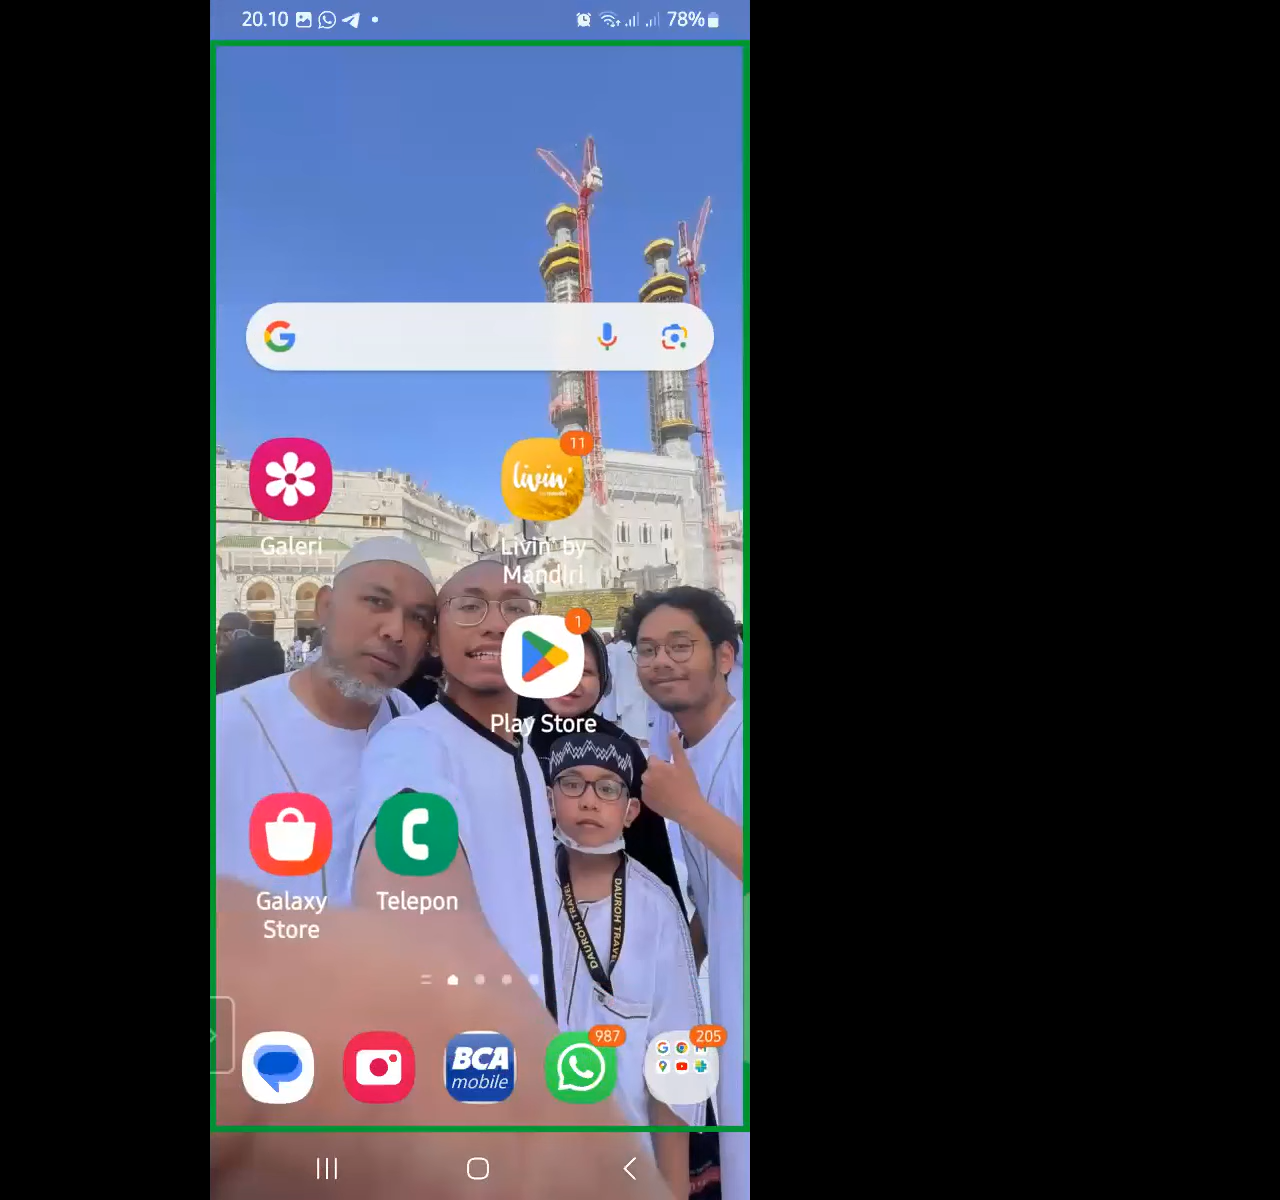 20.10
78%
11
livin'
Galeri
Livin' by
Mandiri
1
Play Store
Galaxy
Store
Telepon
DAUROH TRAVEL
DAUROH TRAVEL
987
205
BCA
mobile